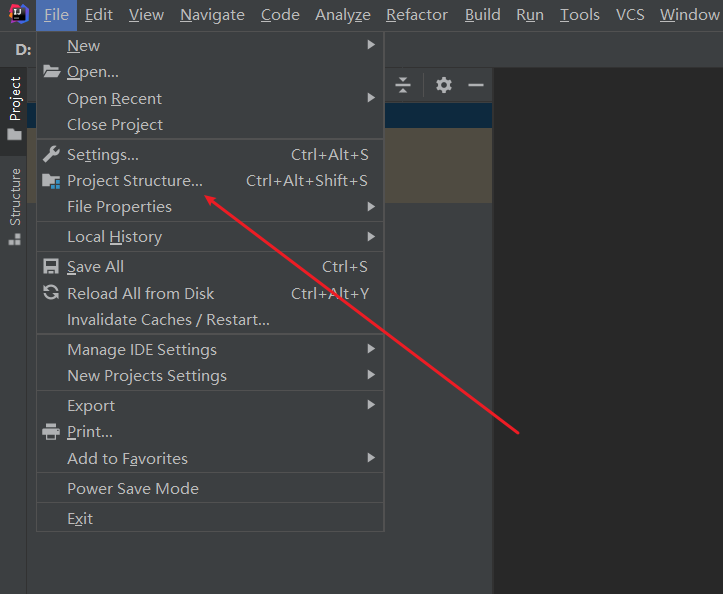 IJ File Edit View Navigate Code Analyze Refactor Build Run Tools VCS Window
D:
Project
Structure
New
Open...
Open Recent
Close Project
Settings... Ctrl+Alt+S
Project Structure... Ctrl+Alt+Shift+S
File Properties
Local History
Save All Ctrl+S
Reload All from Disk Ctrl+Alt+Y
Invalidate Caches / Restart...
Manage IDE Settings
New Projects Settings
Export
Print...
Add to Favorites
Power Save Mode
Exit